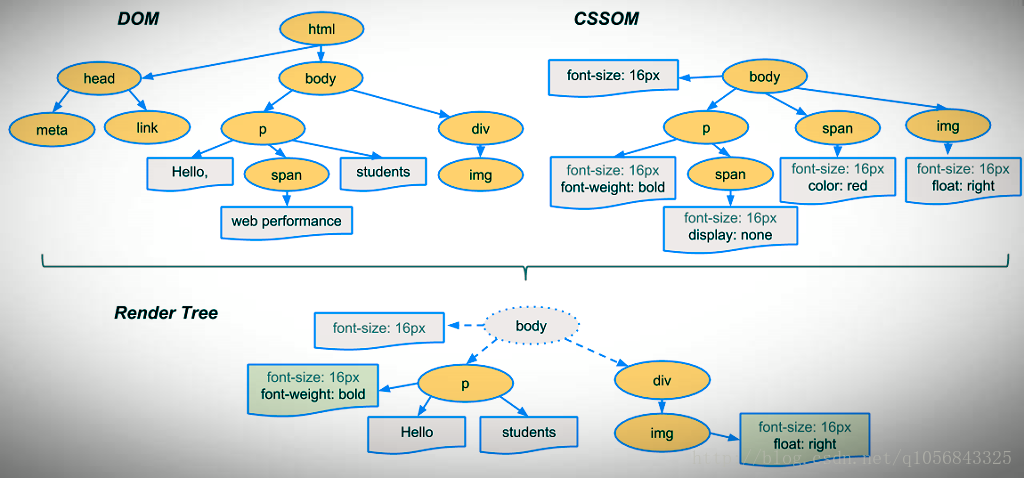 DOM
CSSOM
html
head
body
meta
link
p
div
Hello,
span
students
img
web performance
font-size: 16px
body
p
span
img
font-size: 16px
font-weight: bold
span
font-size: 16px
color: red
font-size: 16px
float: right
font-size: 16px
display: none
Render Tree
font-size: 16px
body
font-size: 16px
font-weight: bold
p
div
Hello
students
img
font-size: 16px
float: right
http://blog.csdn.net/q1056843325